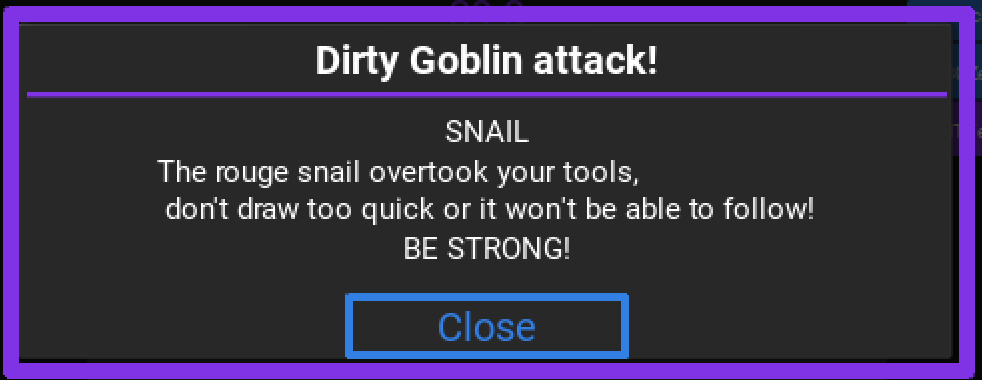 Dirty Goblin attack!
SNAIL
The rouge snail overtook your tools,
don't draw too quick or it won't be able to follow!
BE STRONG!
Close